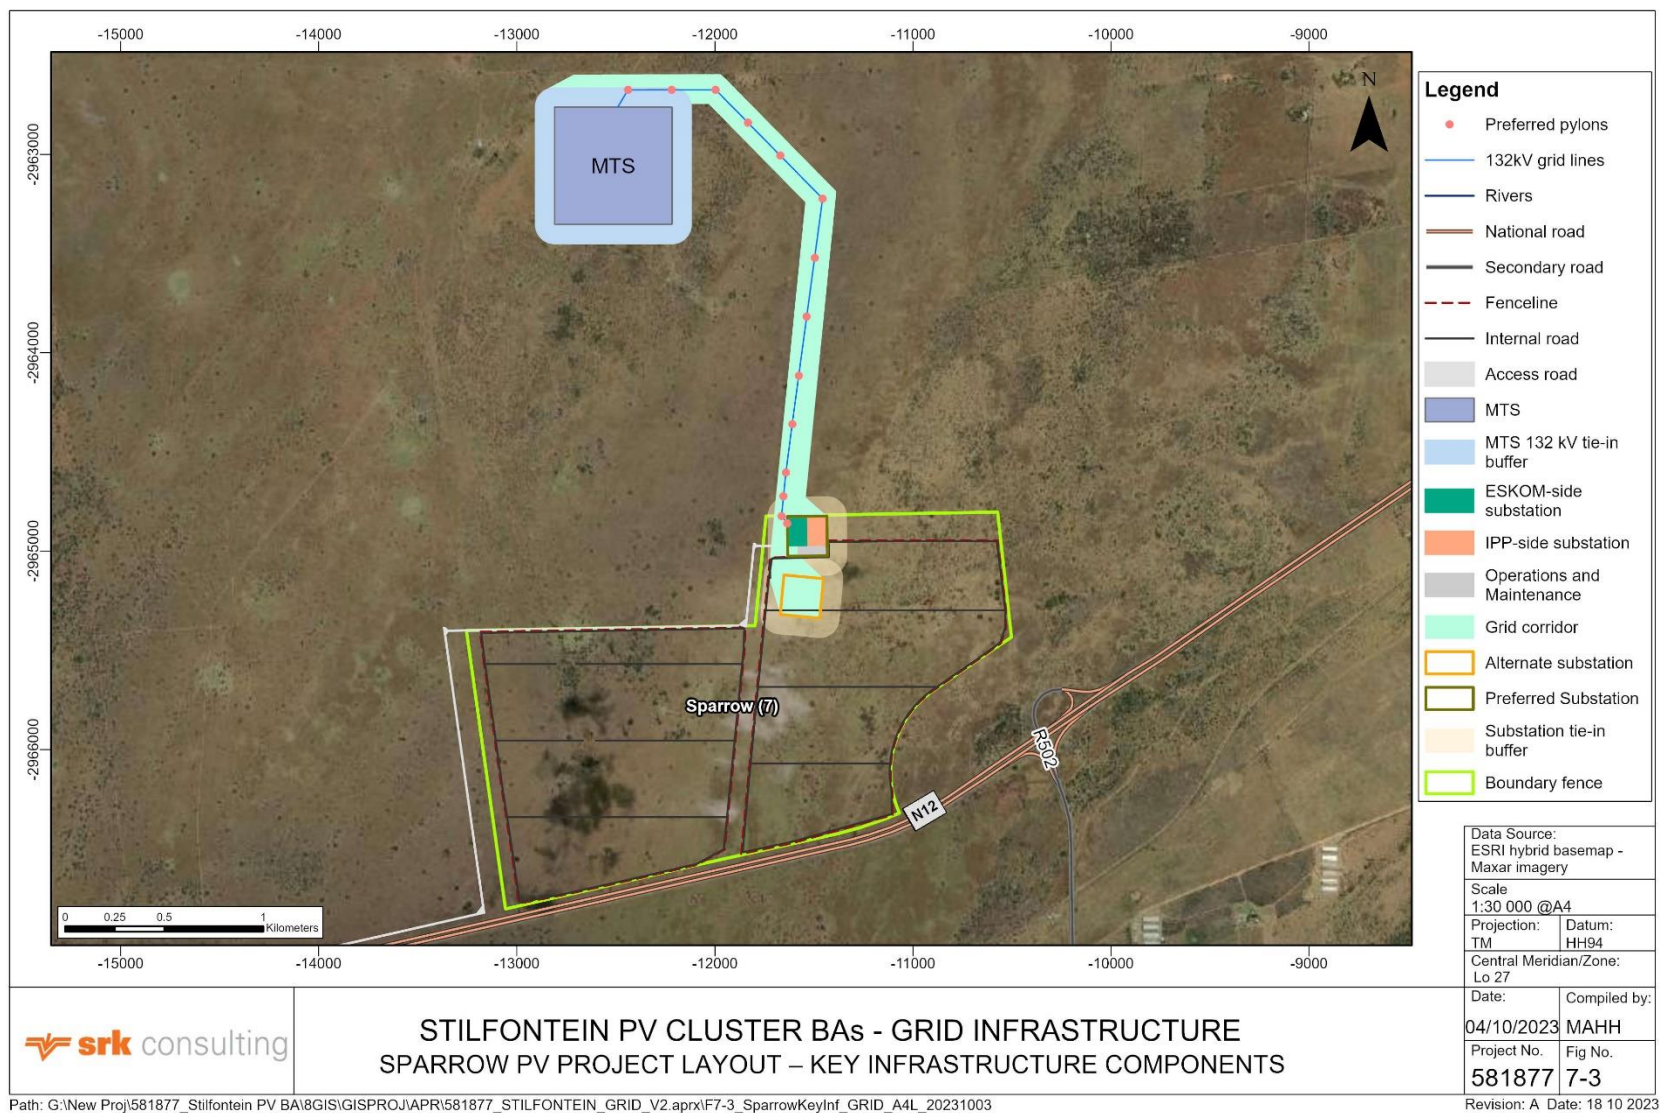 -15000
-14000
-13000
-12000
-11000
-10000
-9000
-2963000
-2964000
-2965000
-2966000
MTS
N
Sparrow (7)
R502
N12
0 0.25 0.5 1
Kilometers
-15000
-14000
-13000
-12000
-11000
-10000
-9000
Legend
Preferred pylons
132kV grid lines
Rivers
National road
Secondary road
Fenceline
Internal road
Access road
MTS
MTS 132 kV tie-in
buffer
ESKOM-side
substation
IPP-side substation
Operations and
Maintenance
Grid corridor
Alternate substation
Preferred Substation
Substation tie-in
buffer
Boundary fence
Data Source:
ESRI hybrid basemap -
Maxar imagery
Scale
1:30 000 @A4
Projection:
TM
Datum:
HH94
Central Meridian/Zone:
Lo 27
Date:
04/10/2023
Compiled by:
MAHH
Project No.
581877
Fig No.
7-3
srk consulting
STILFONTEIN PV CLUSTER BAs - GRID INFRASTRUCTURE
SPARROW PV PROJECT LAYOUT – KEY INFRASTRUCTURE COMPONENTS
Path: G:\New Proj\581877_Stilfontein PV BA\8GIS\GISPROJ\APR\581877_STILFONTEIN_GRID_V2.aprx\F7-3_SparrowKeyInf_GRID_A4L_20231003
Revision: A Date: 18 10 2023